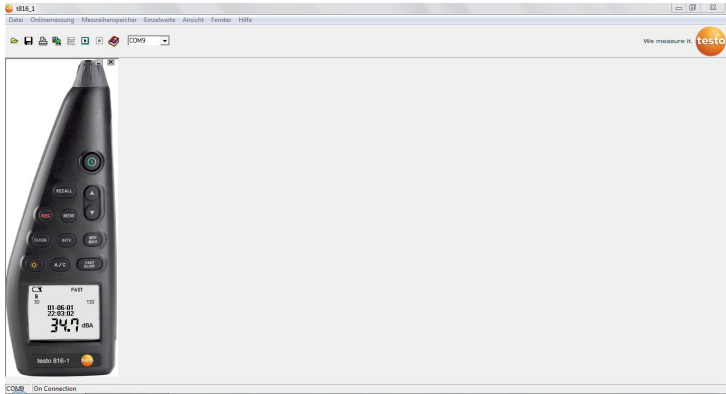 t816_1
Datei Onlinemessung Messreihenspeicher Einzelwerte Ansicht Fenster Hilfe
COM9
We measure it. testo
RECALL
REC MEM
CLOCK INTV MIN MAX
A/C FAST SLOW
FAST
30 130
01-06-01
22:03:02
34.7 dBA
testo 816-1 testo
COM9 On Connection